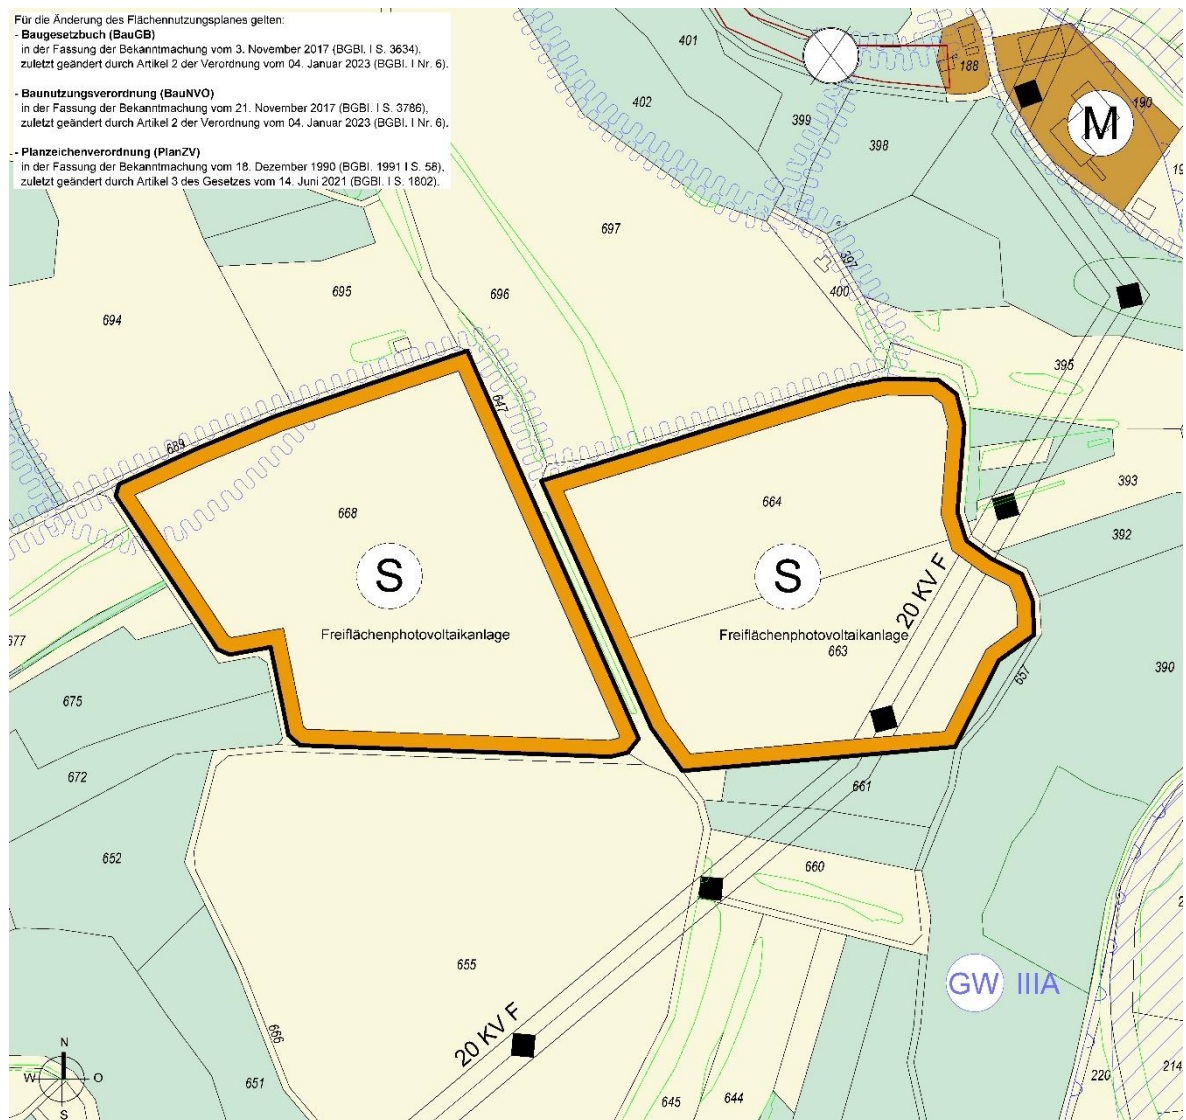 Für die Änderung des Flächennutzungsplanes gelten:
- Baugesetzbuch (BauGB)
in der Fassung der Bekanntmachung vom 3. November 2017 (BGBl. I S. 3634),
zuletzt geändert durch Artikel 2 der Verordnung vom 04. Januar 2023 (BGBl. I Nr. 6).
- Baunutzungsverordnung (BauNVO)
in der Fassung der Bekanntmachung vom 21. November 2017 (BGBl. I S. 3786),
zuletzt geändert durch Artikel 2 der Verordnung vom 04. Januar 2023 (BGBl. I Nr. 6).
- Planzeichenverordnung (PlanZV)
in der Fassung der Bekanntmachung vom 18. Dezember 1990 (BGBl. 1991 I S. 58),
zuletzt geändert durch Artikel 3 des Gesetzes vom 14. Juni 2021 (BGBl. I S. 1802).
401
188
402
190
M
399
398
697
397
695
696
400
694
395
647
689
393
668
664
392
S
S
20 KV F
677
Freiflächenphotovoltaikanlage
Freiflächenphotovoltaikanlage
663
390
657
675
672
661
652
660
655
GW IIIA
666
20 KV F
N
W
O
S
651
645
644
220
214